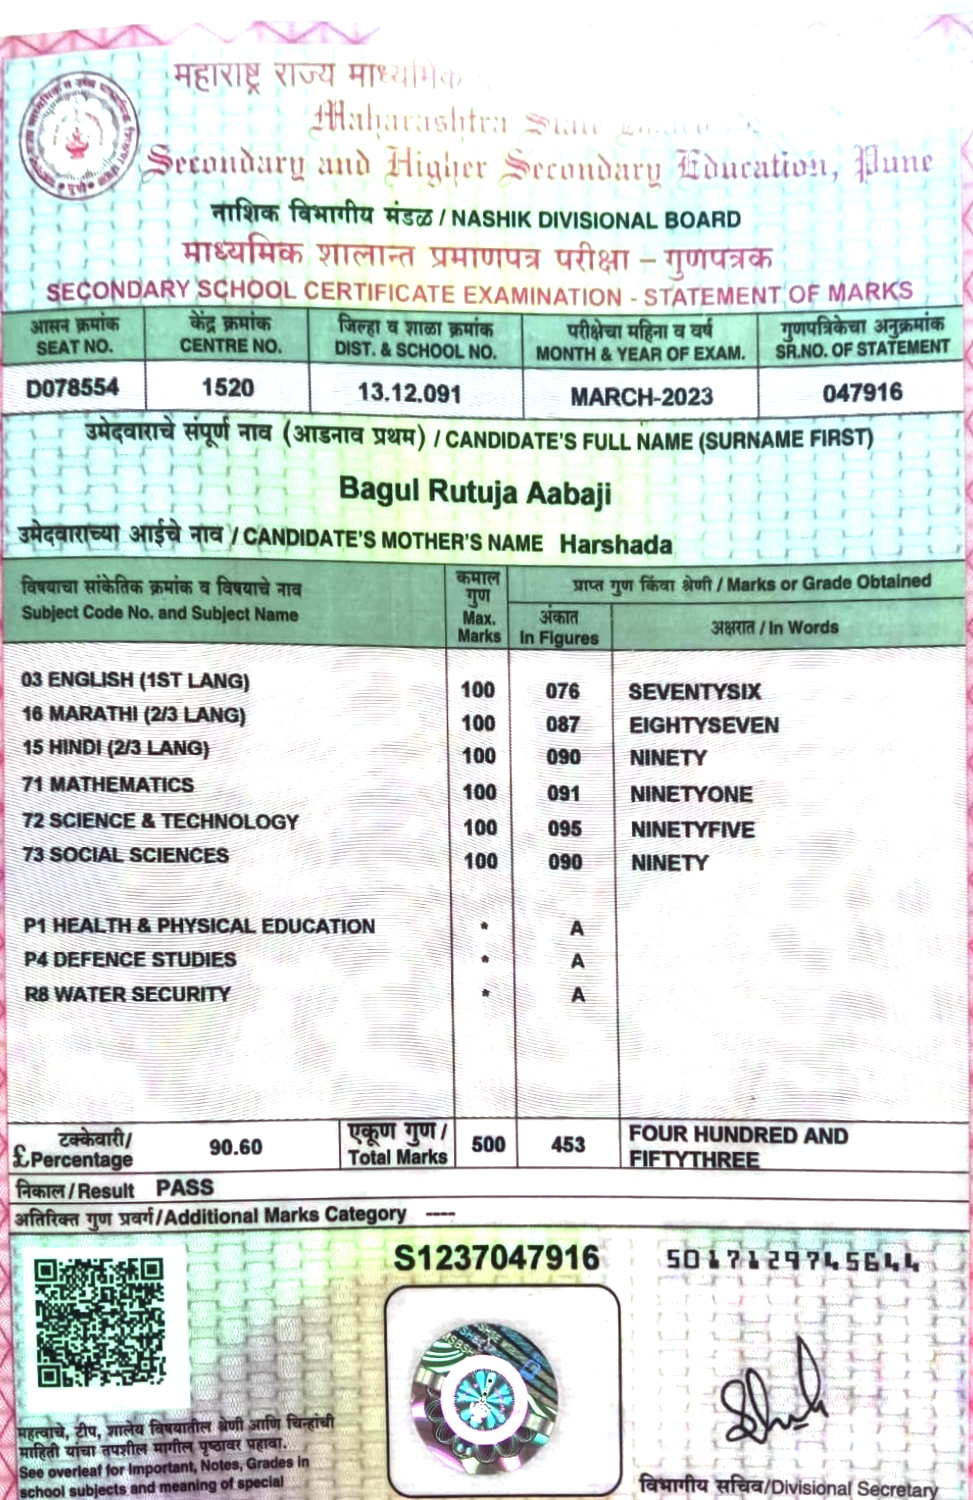 महाराष्ट्र राज्य माध्यमिक
Maharashtra State
Secondary and Higher Secondary Education, Pune
नाशिक विभागीय मंडळ / NASHIK DIVISIONAL BOARD
माध्यमिक शालान्त प्रमाणपत्र परीक्षा – गुणपत्रक
SECONDARY SCHOOL CERTIFICATE EXAMINATION - STATEMENT OF MARKS
आसन क्रमांक केंद्र क्रमांक जिल्हा व शाळा क्रमांक परीक्षेचा महिना व वर्ष गुणपत्रिकेचा अनुक्रमांक
SEAT NO. CENTRE NO. DIST. & SCHOOL NO. MONTH & YEAR OF EXAM. SR.NO. OF STATEMENT
D078554 1520 13.12.091 MARCH-2023 047916
उमेदवाराचे संपूर्ण नाव (आडनाव प्रथम) / CANDIDATE'S FULL NAME (SURNAME FIRST)
Bagul Rutuja Aabaji
उमेदवाराच्या आईचे नाव / CANDIDATE'S MOTHER'S NAME Harshada
विषयाचा सांकेतिक क्रमांक व विषयाचे नाव
Subject Code No. and Subject Name
कमाल
गुण
Max.
Marks
प्राप्त गुण किंवा श्रेणी / Marks or Grade Obtained
अंकात
In Figures
अक्षरात / In Words
03 ENGLISH (1ST LANG) 100 076 SEVENTYSIX
16 MARATHI (2/3 LANG) 100 087 EIGHTYSEVEN
15 HINDI (2/3 LANG) 100 090 NINETY
71 MATHEMATICS 100 091 NINETYONE
72 SCIENCE & TECHNOLOGY 100 095 NINETYFIVE
73 SOCIAL SCIENCES 100 090 NINETY
P1 HEALTH & PHYSICAL EDUCATION * A
P4 DEFENCE STUDIES * A
R8 WATER SECURITY * A
टक्केवारी/
£Percentage
90.60
एकूण गुण /
Total Marks
500 453
FOUR HUNDRED AND
FIFTYTHREE
निकाल/Result PASS
अतिरिक्त गुण प्रवर्ग/Additional Marks Category ----
S1237047916 5017129745644
महत्वाचे, टीप, शालेय विषयातील श्रेणी आणि चिन्हांची
माहिती यांचा तपशील मागील पृष्ठावर पहावा.
See overleaf for Important, Notes, Grades in
school subjects and meaning of special
विभागीय सचिव/Divisional Secretary